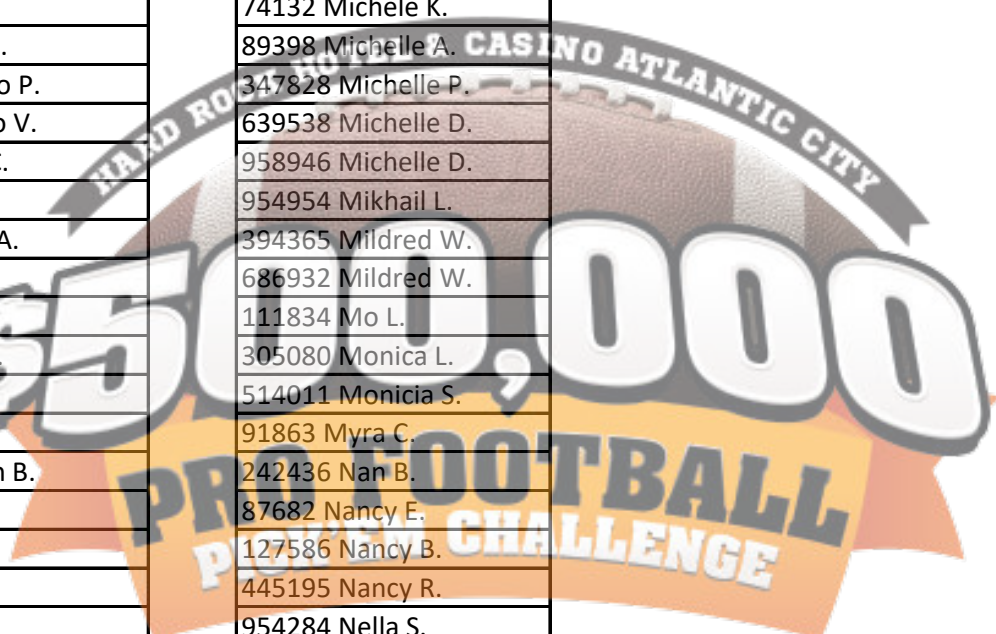 .
o P.
o V.
C.
A.
.
n B.
74132 Michele K.
89398 Michelle A.
347828 Michelle P.
639538 Michelle D.
958946 Michelle D.
954954 Mikhail L.
394365 Mildred W.
686932 Mildred W.
111834 Mo L.
305080 Monica L.
514011 Monicia S.
91863 Myra C.
242436 Nan B.
87682 Nancy E.
127586 Nancy B.
445195 Nancy R.
954284 Nella S.
HARD ROCK HOTEL & CASINO ATLANTIC CITY
$500,000
PRO FOOTBALL
PICK'EM CHALLENGE